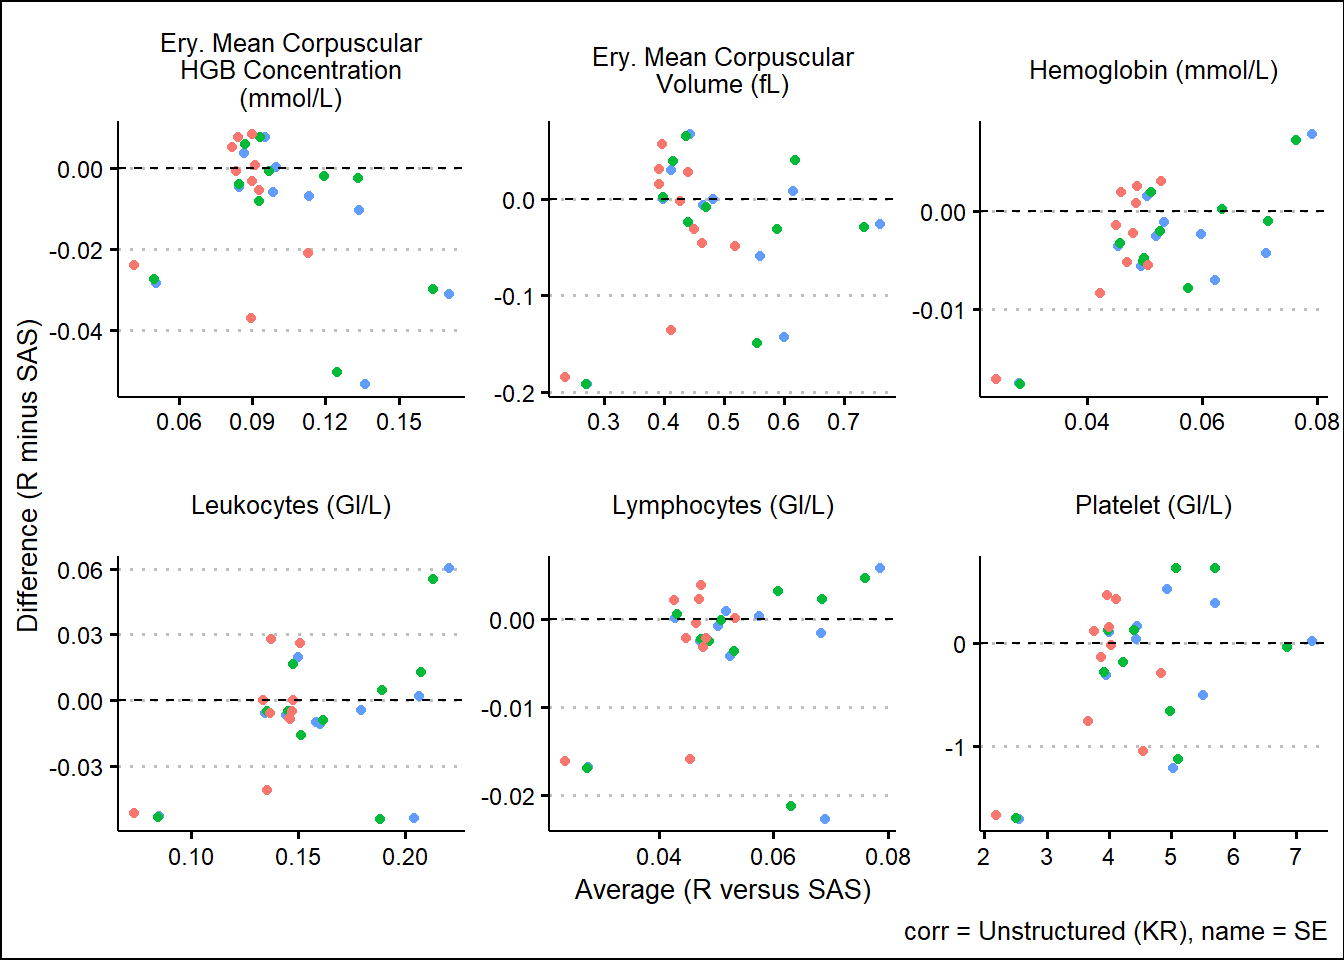 Ery. Mean Corpuscular
HGB Concentration
(mmol/L)
0.00
-0.02
-0.04
0.06 0.09 0.12 0.15
Ery. Mean Corpuscular
Volume (fL)
0.0
-0.1
-0.2
0.3 0.4 0.5 0.6 0.7
Hemoglobin (mmol/L)
0.00
-0.01
0.04 0.06 0.08
Difference (R minus SAS)
Leukocytes (GI/L)
0.06
0.03
0.00
-0.03
0.10 0.15 0.20
Lymphocytes (GI/L)
0.00
-0.01
-0.02
0.04 0.06 0.08
Platelet (GI/L)
0
-1
2 3 4 5 6 7
Average (R versus SAS)
corr = Unstructured (KR), name = SE